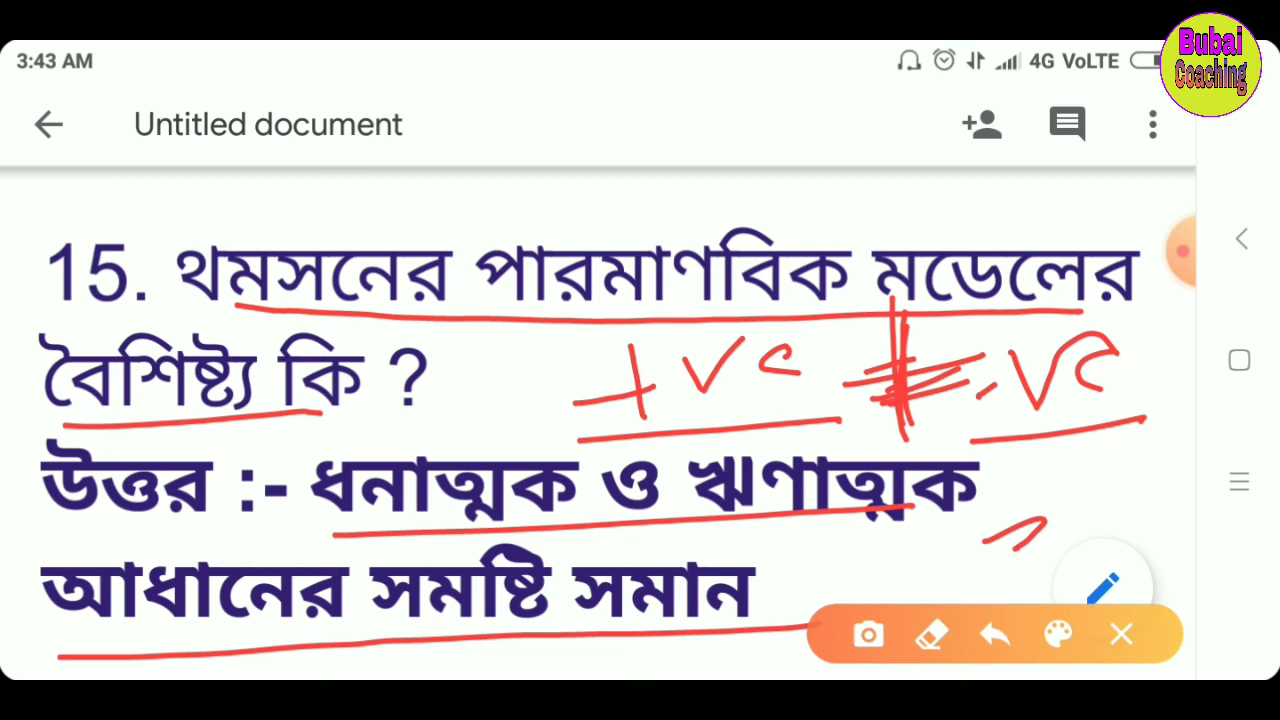 3:43 AM 4G VoLTE
Bubai
Coaching
Untitled document
15. থমসনের পারমাণবিক মডেলের
বৈশিষ্ট্য কি ?
+ve -ve
উত্তর :- ধনাত্মক ও ঋণাত্মক
আধানের সমষ্টি সমান